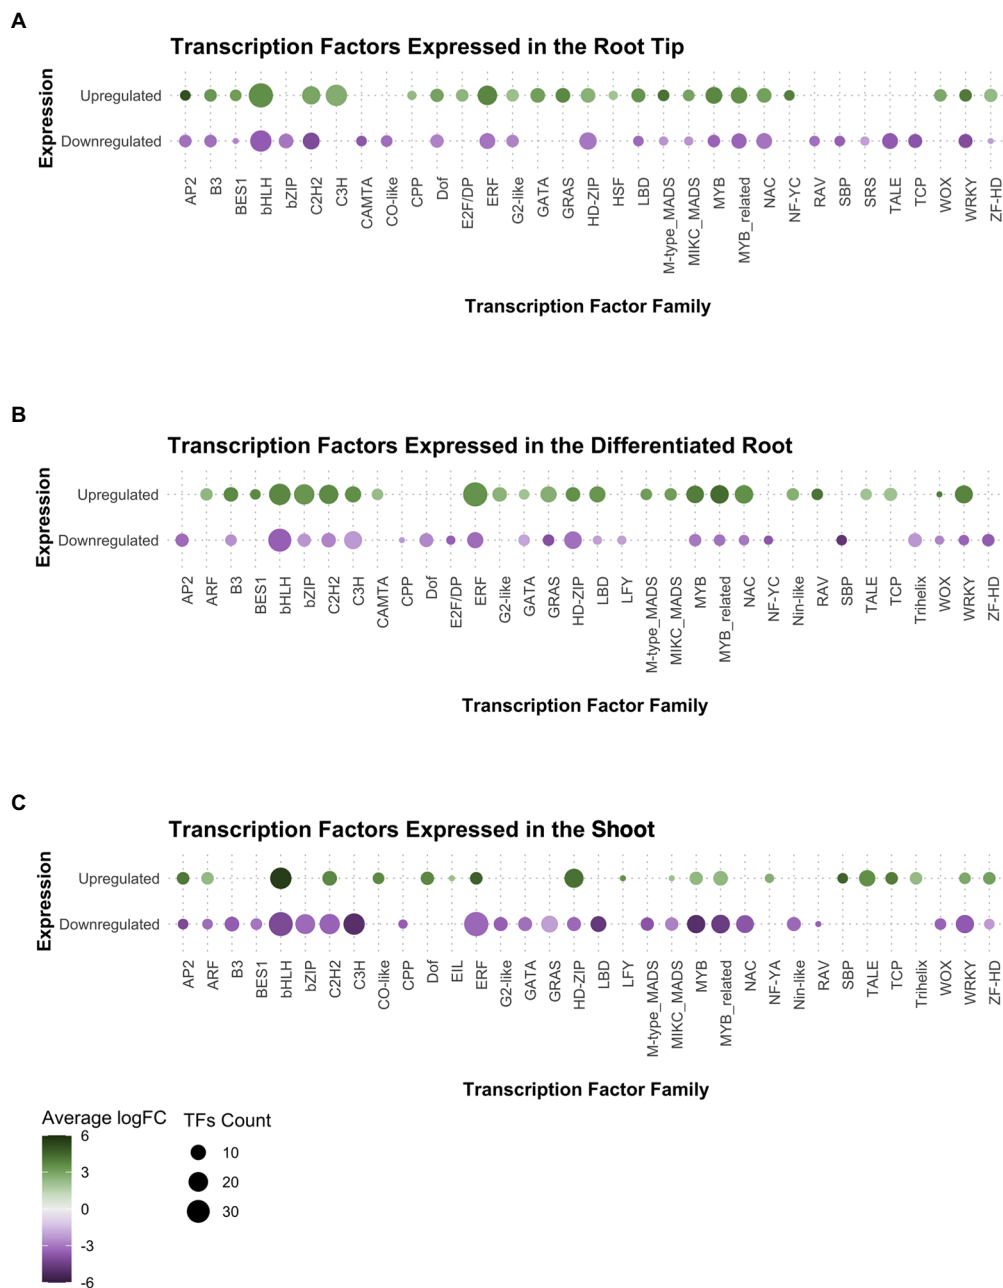 A
Transcription Factors Expressed in the Root Tip
Expression
Upregulated
Downregulated
AP2
B3
BES1
bHLH
bZIP
C2H2
C3H
CAMTA
CO-like
CPP
Dof
E2F/DP
ERF
G2-like
GATA
GRAS
HD-ZIP
HSF
LBD
M-type_MADS
MIKC_MADS
MYB
MYB_related
NAC
NF-YC
RAV
SBP
SRS
TALE
TCP
WOX
WRKY
ZF-HD
Transcription Factor Family
B
Transcription Factors Expressed in the Differentiated Root
Expression
Upregulated
Downregulated
AP2
ARF
B3
BES1
bHLH
bZIP
C2H2
C3H
CAMTA
CPP
Dof
E2F/DP
ERF
G2-like
GATA
GRAS
HD-ZIP
LBD
LFY
M-type_MADS
MIKC_MADS
MYB
MYB_related
NAC
NF-YC
Nin-like
RAV
SBP
TALE
TCP
Trihelix
WOX
WRKY
ZF-HD
Transcription Factor Family
C
Transcription Factors Expressed in the Shoot
Expression
Upregulated
Downregulated
AP2
ARF
B3
BES1
bHLH
bZIP
C2H2
C3H
CO-like
CPP
Dof
EIL
ERF
G2-like
GATA
GRAS
HD-ZIP
LBD
LFY
M-type_MADS
MIKC_MADS
MYB
MYB_related
NAC
NF-YA
Nin-like
RAV
SBP
TALE
TCP
Trihelix
WOX
WRKY
ZF-HD
Transcription Factor Family
Average logFC
6
3
0
-3
-6
TFs Count
10
20
30